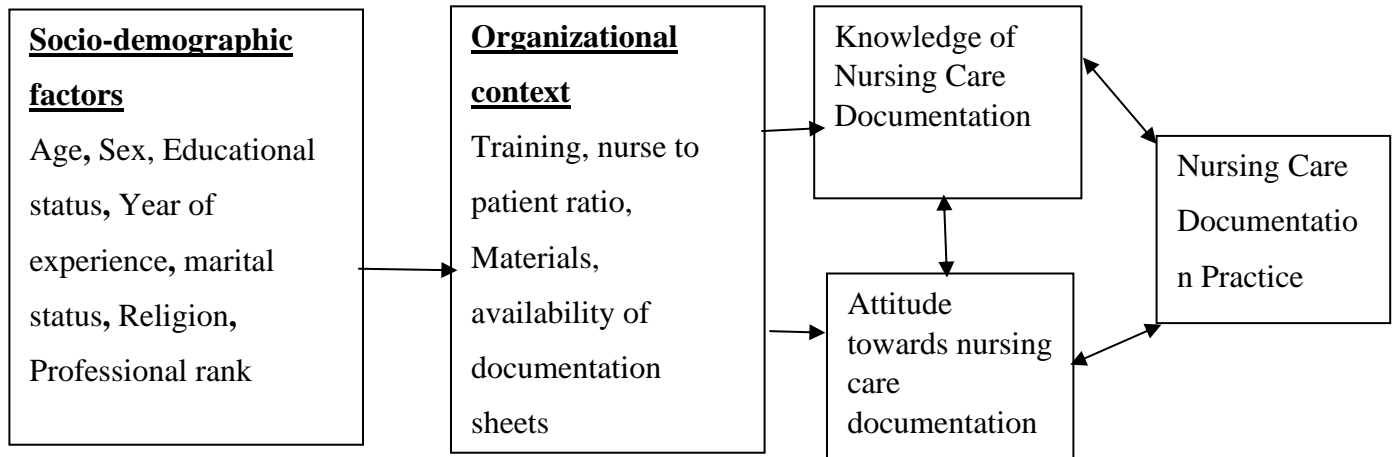 Socio-demographic
factors
Age, Sex, Educational
status, Year of
experience, marital
status, Religion,
Professional rank
Organizational
context
Training, nurse to
patient ratio,
Materials,
availability of
documentation
sheets
Knowledge of
Nursing Care
Documentation
Attitude
towards nursing
care
documentation
Nursing Care
Documentatio
n Practice